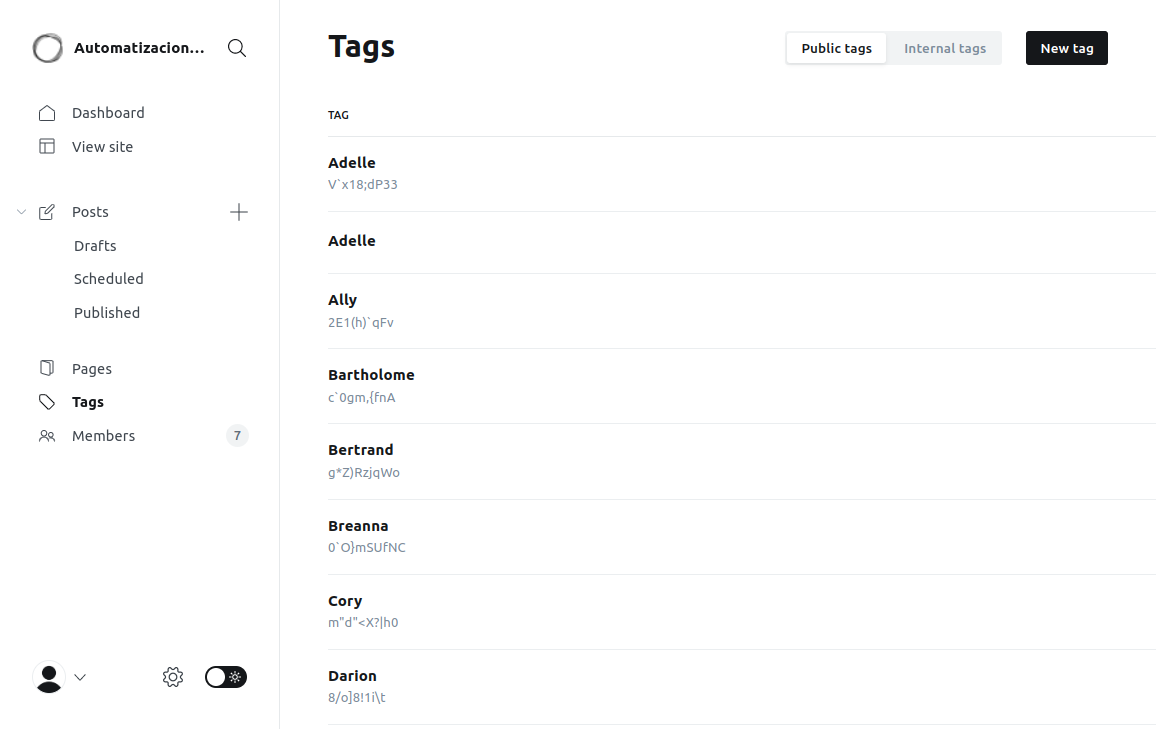 Automatizacion...
Dashboard
View site
Posts
Drafts
Scheduled
Published
Pages
Tags
Members 7
Tags
Public tags
Internal tags
New tag
TAG
Adelle
V`x18;dP33
Adelle
Ally
2E1(h)`qFv
Bartholome
c`0gm,{fnA
Bertrand
g*Z)RzjqWo
Breanna
0`O}mSUfNC
Cory
m"d"<X?|h0
Darion
8/o]8!1i\t